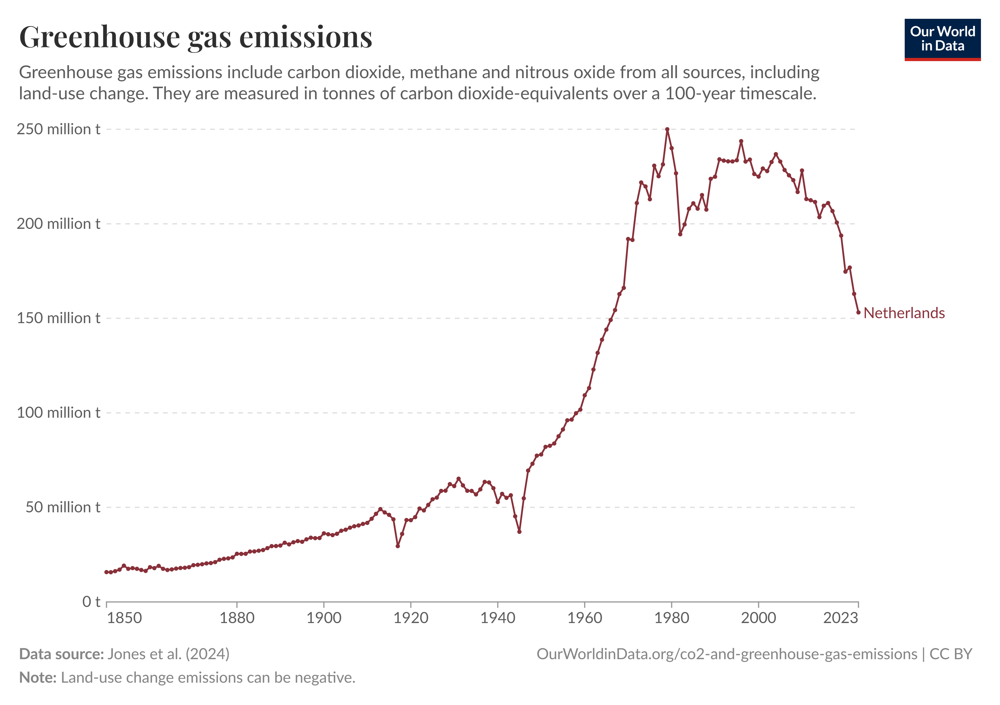 Greenhouse gas emissions
Our World
in Data
Greenhouse gas emissions include carbon dioxide, methane and nitrous oxide from all sources, including
land-use change. They are measured in tonnes of carbon dioxide-equivalents over a 100-year timescale.
250 million t
200 million t
150 million t
Netherlands
100 million t
50 million t
0 t
1850 1880 1900 1920 1940 1960 1980 2000 2023
Data source: Jones et al. (2024)
OurWorldinData.org/co2-and-greenhouse-gas-emissions | CC BY
Note: Land-use change emissions can be negative.